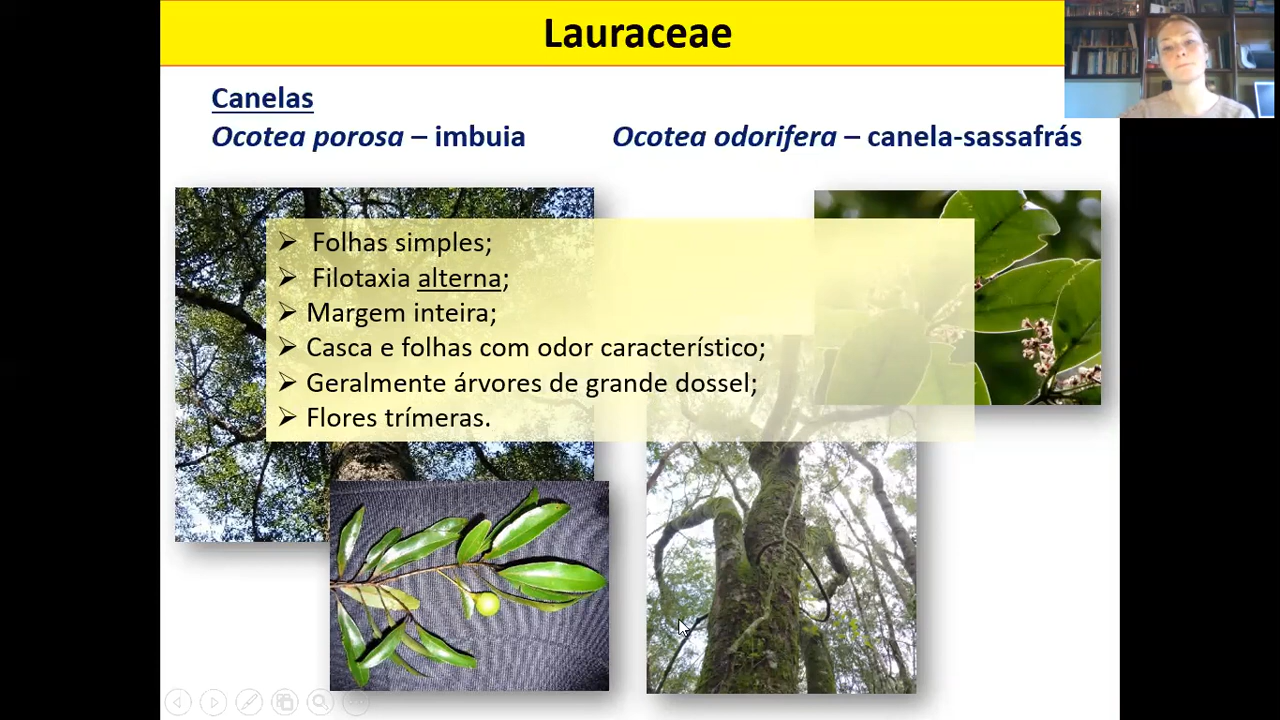 Lauraceae
Canelas
Ocotea porosa – imbuia
Ocotea odorifera – canela-sassafrás
➢ Folhas simples;
➢ Filotaxia alterna;
➢ Margem inteira;
➢ Casca e folhas com odor característico;
➢ Geralmente árvores de grande dossel;
➢ Flores trímeras.